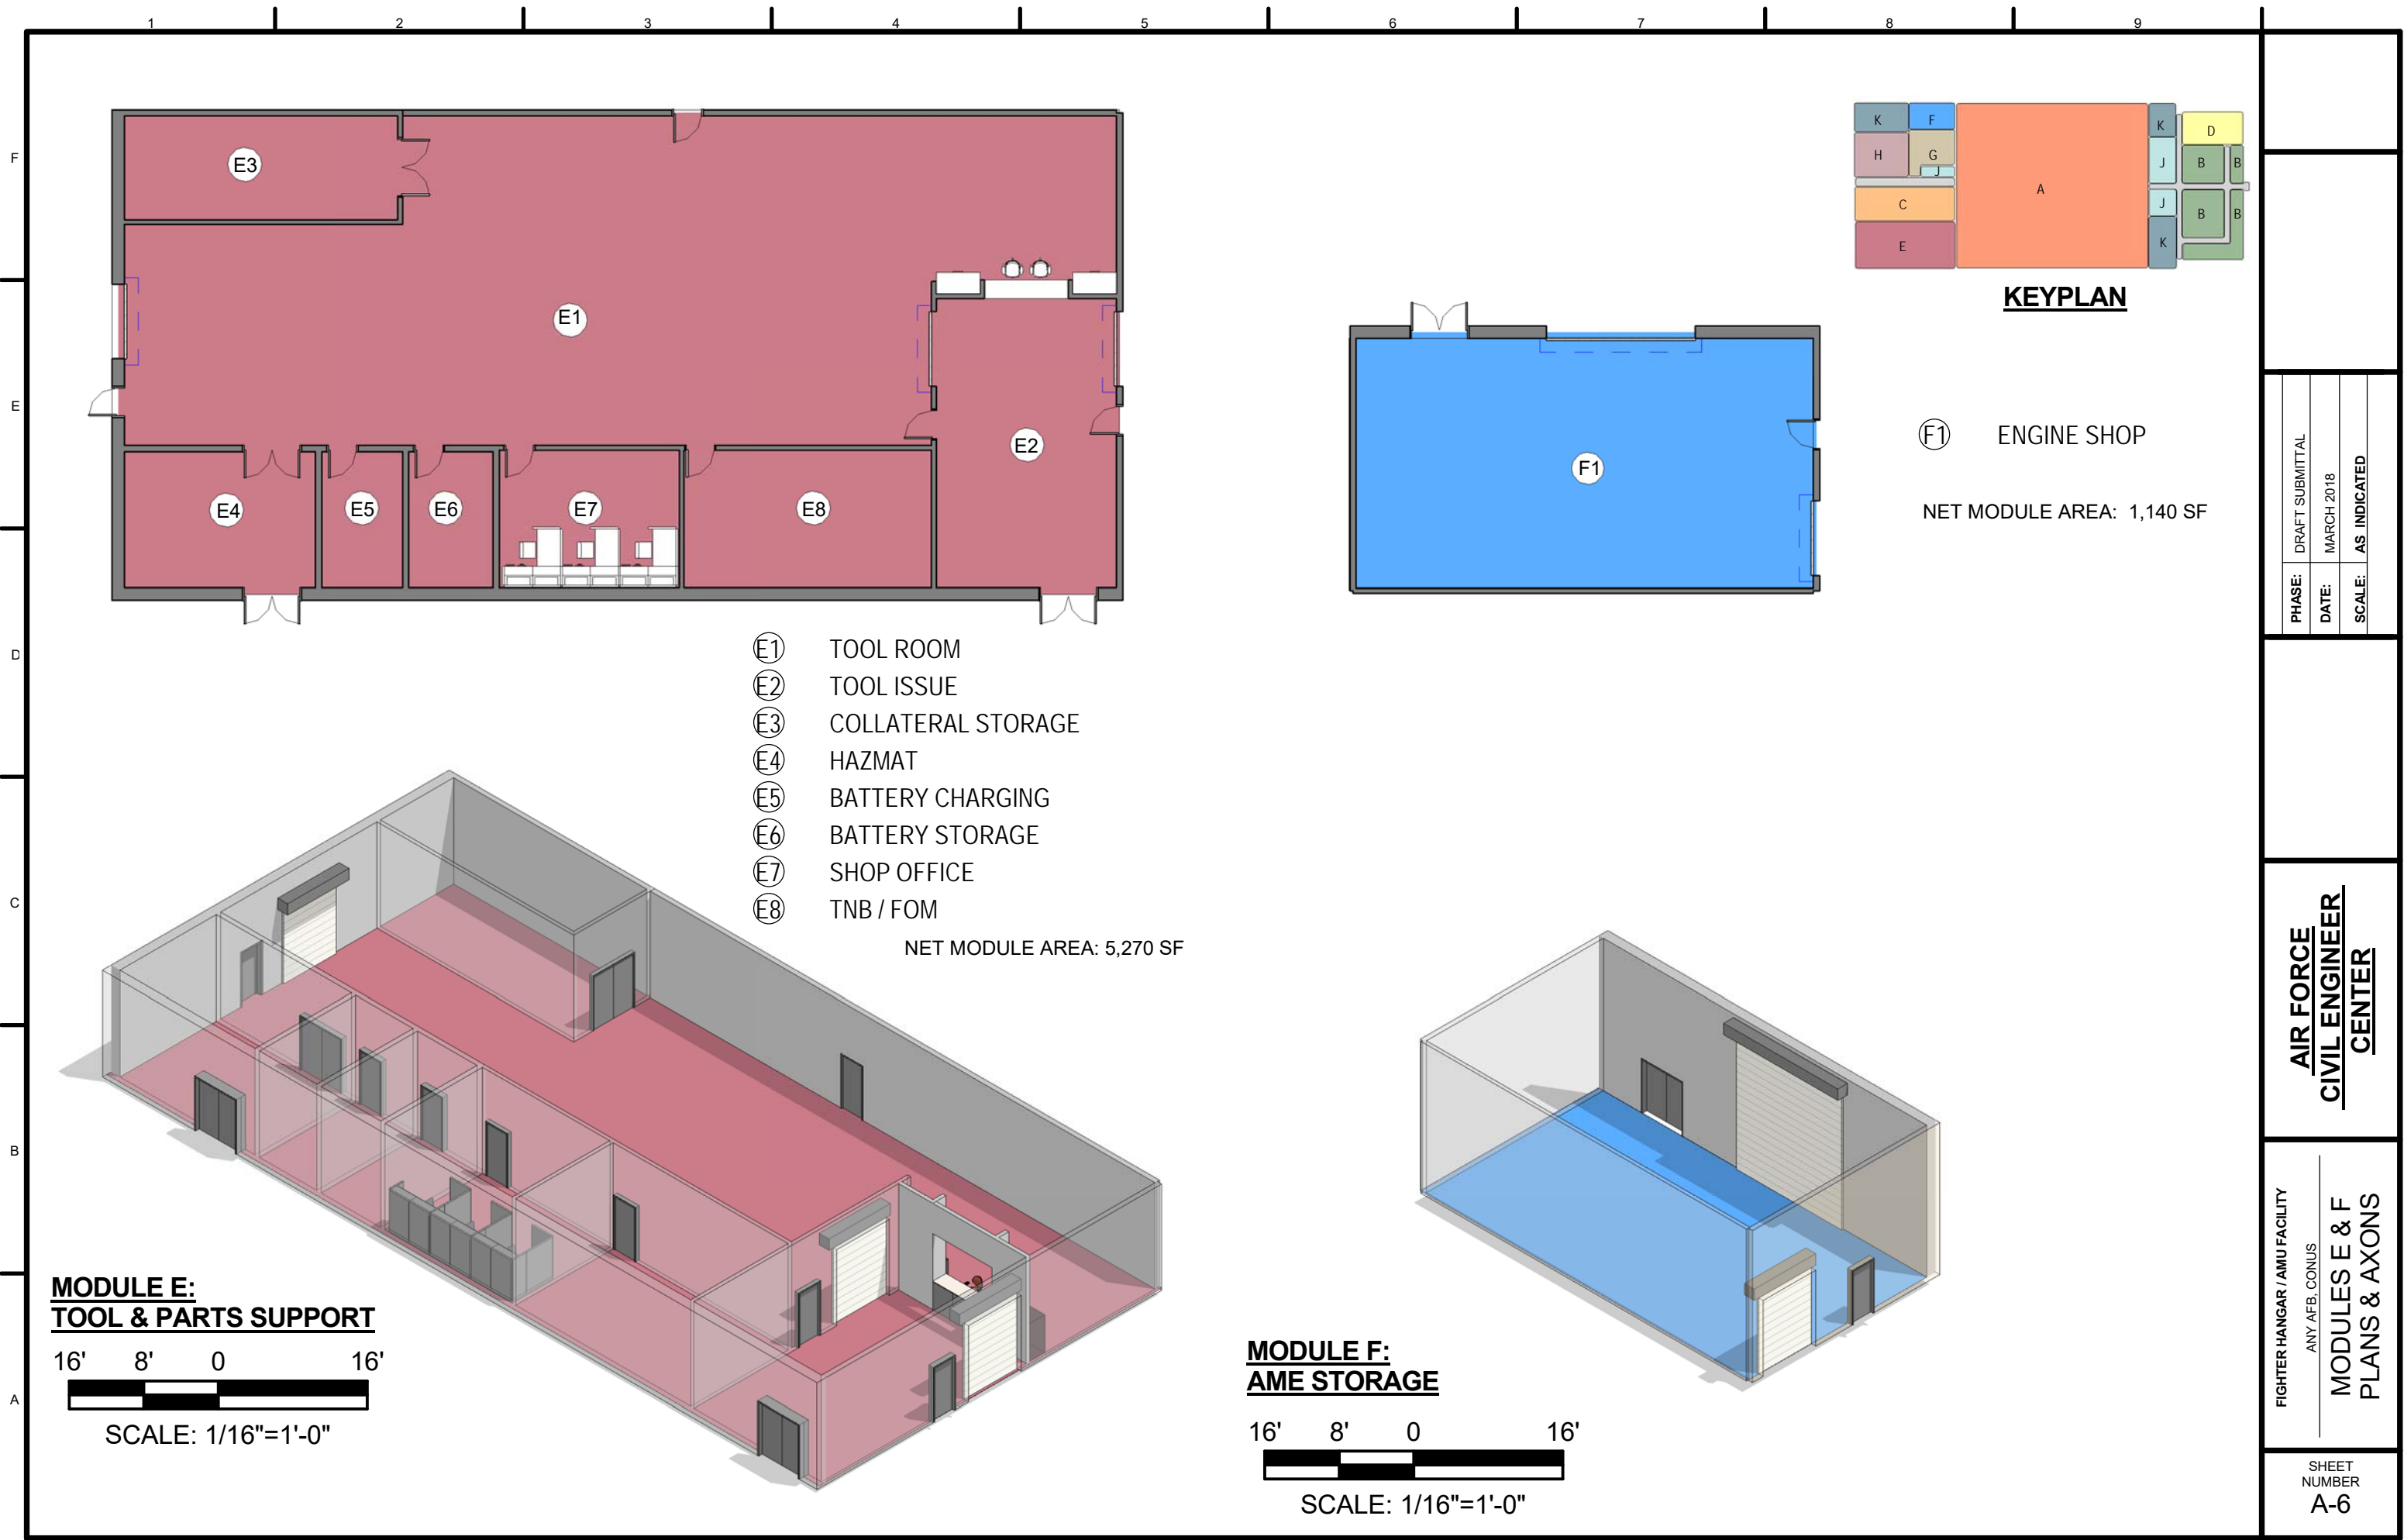 1 2 3 4 5 6 7 8 9
F
E
D
C
B
A
E3
E1
E2
E4 E5 E6 E7 E8
E1 TOOL ROOM
E2 TOOL ISSUE
E3 COLLATERAL STORAGE
E4 HAZMAT
E5 BATTERY CHARGING
E6 BATTERY STORAGE
E7 SHOP OFFICE
E8 TNB / FOM
NET MODULE AREA: 5,270 SF
MODULE E:
TOOL & PARTS SUPPORT
16' 8' 0 16'
SCALE: 1/16"=1'-0"
F1
K F K D
H G J B B
J
C A J B B
E K
KEYPLAN
F1 ENGINE SHOP
NET MODULE AREA: 1,140 SF
MODULE F:
AME STORAGE
16' 8' 0 16'
SCALE: 1/16"=1'-0"
PHASE: DRAFT SUBMITTAL
DATE: MARCH 2018
SCALE: AS INDICATED
AIR FORCE
CIVIL ENGINEER
CENTER
FIGHTER HANGAR / AMU FACILITY
ANY AFB, CONUS
MODULES E & F
PLANS & AXONS
SHEET
NUMBER
A-6